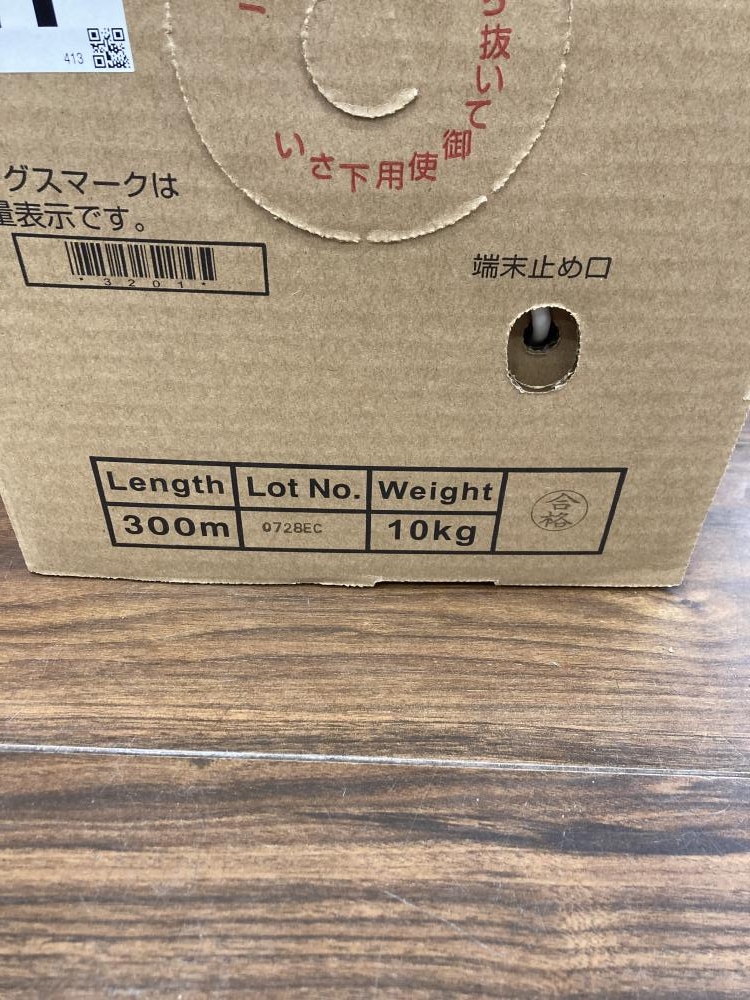 413
り抜いて御使用下さい
グスマークは
量表示です。
*3201*
端末止め口
Length Lot No. Weight
300m 0728EC 10kg
合格